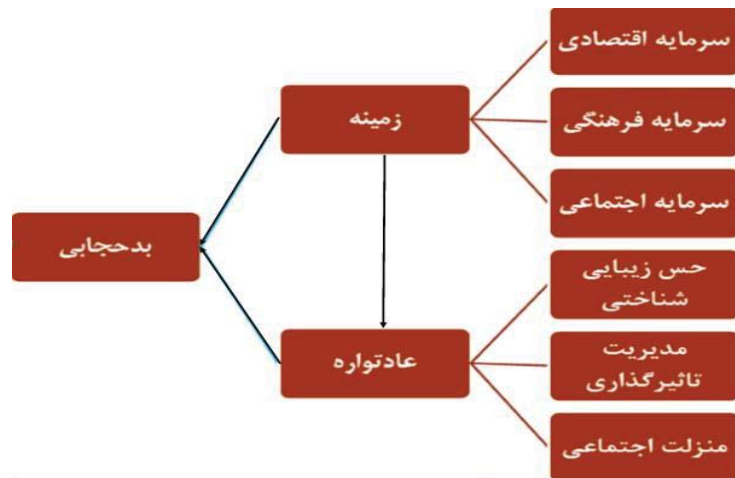 سرمایه اقتصادی
زمینه
سرمایه فرهنگی
سرمایه اجتماعی
بدحجابی
حس زیبایی
شناختی
عادتواره
مدیریت
تاثیرگذاری
منزلت اجتماعی